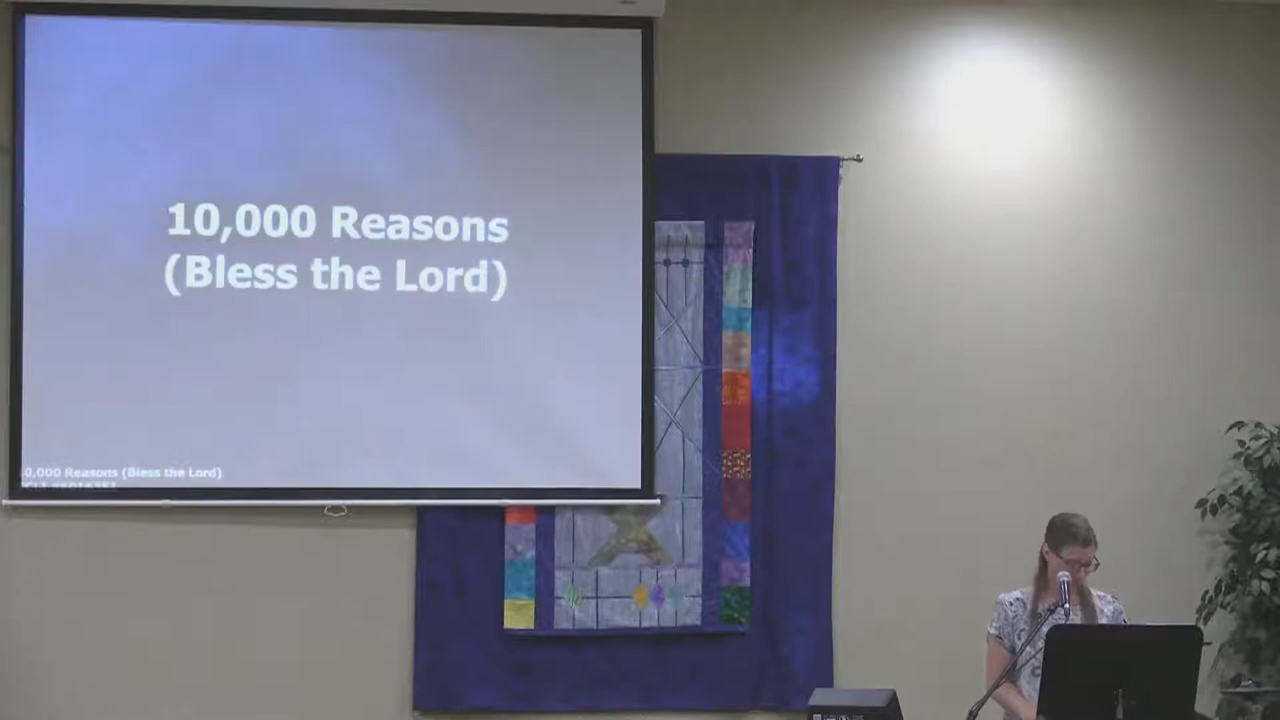 10,000 Reasons
(Bless the Lord)
0,000 Reasons (Bless the Lord)